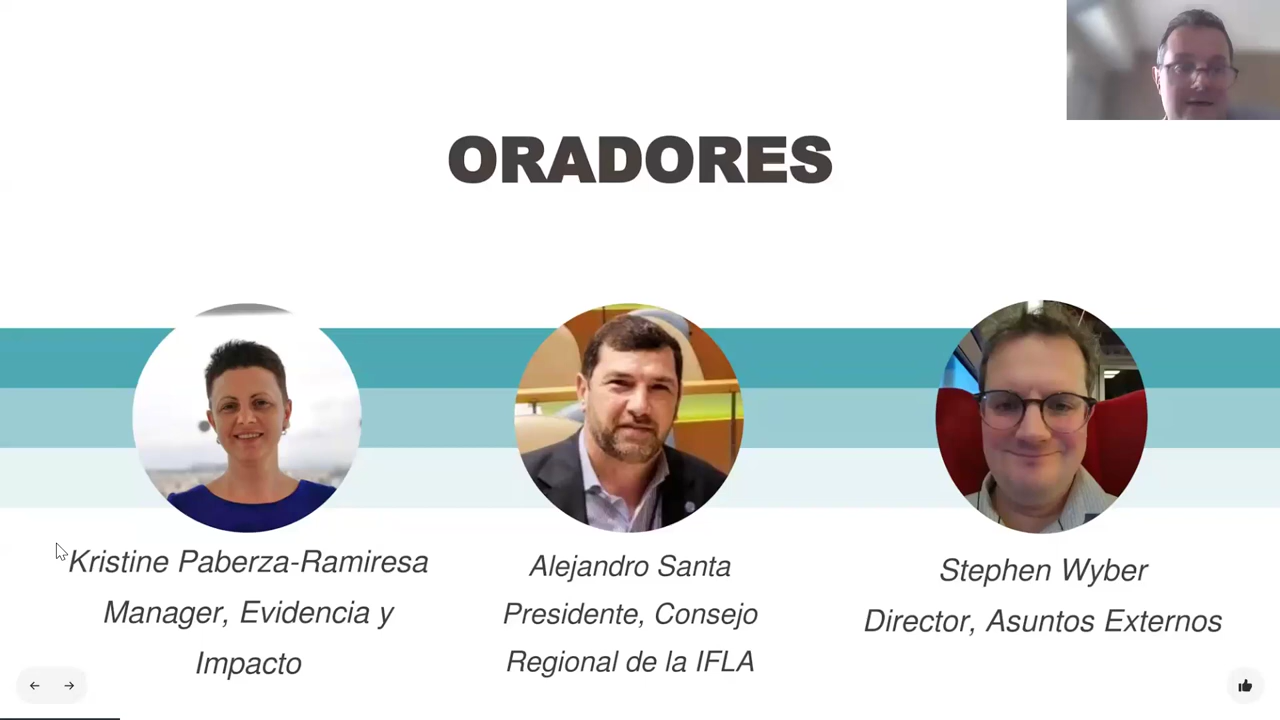 ORADORES
Kristine Paberza-Ramiresa
Manager, Evidencia y
Impacto
Alejandro Santa
Presidente, Consejo
Regional de la IFLA
Stephen Wyber
Director, Asuntos Externos